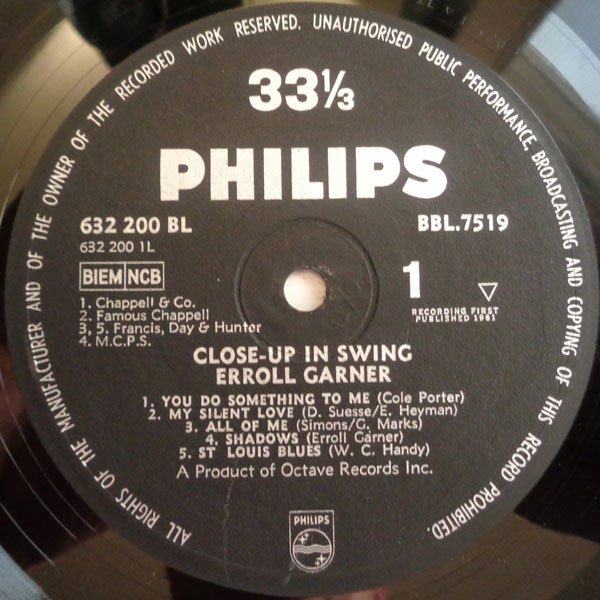 ALL RIGHTS OF THE MANUFACTURER AND OF THE OWNER OF THE RECORDED WORK RESERVED. UNAUTHORISED PUBLIC PERFORMANCE, BROADCASTING AND COPYING OF THIS RECORD PROHIBITED.
33⅓
PHILIPS
632 200 BL
BBL.7519
632 200 1L
BIEM NCB
1
RECORDING FIRST
PUBLISHED 1961
1. Chappell & Co.
2. Famous Chappell
3, 5. Francis, Day & Hunter
4. M.C.P.S.
CLOSE-UP IN SWING
ERROLL GARNER
1. YOU DO SOMETHING TO ME (Cole Porter)
2. MY SILENT LOVE (D. Suesse/E. Heyman)
3. ALL OF ME (Simons/G. Marks)
4. SHADOWS (Erroll Garner)
5. ST LOUIS BLUES (W. C. Handy)
A Product of Octave Records Inc.
PHILIPS